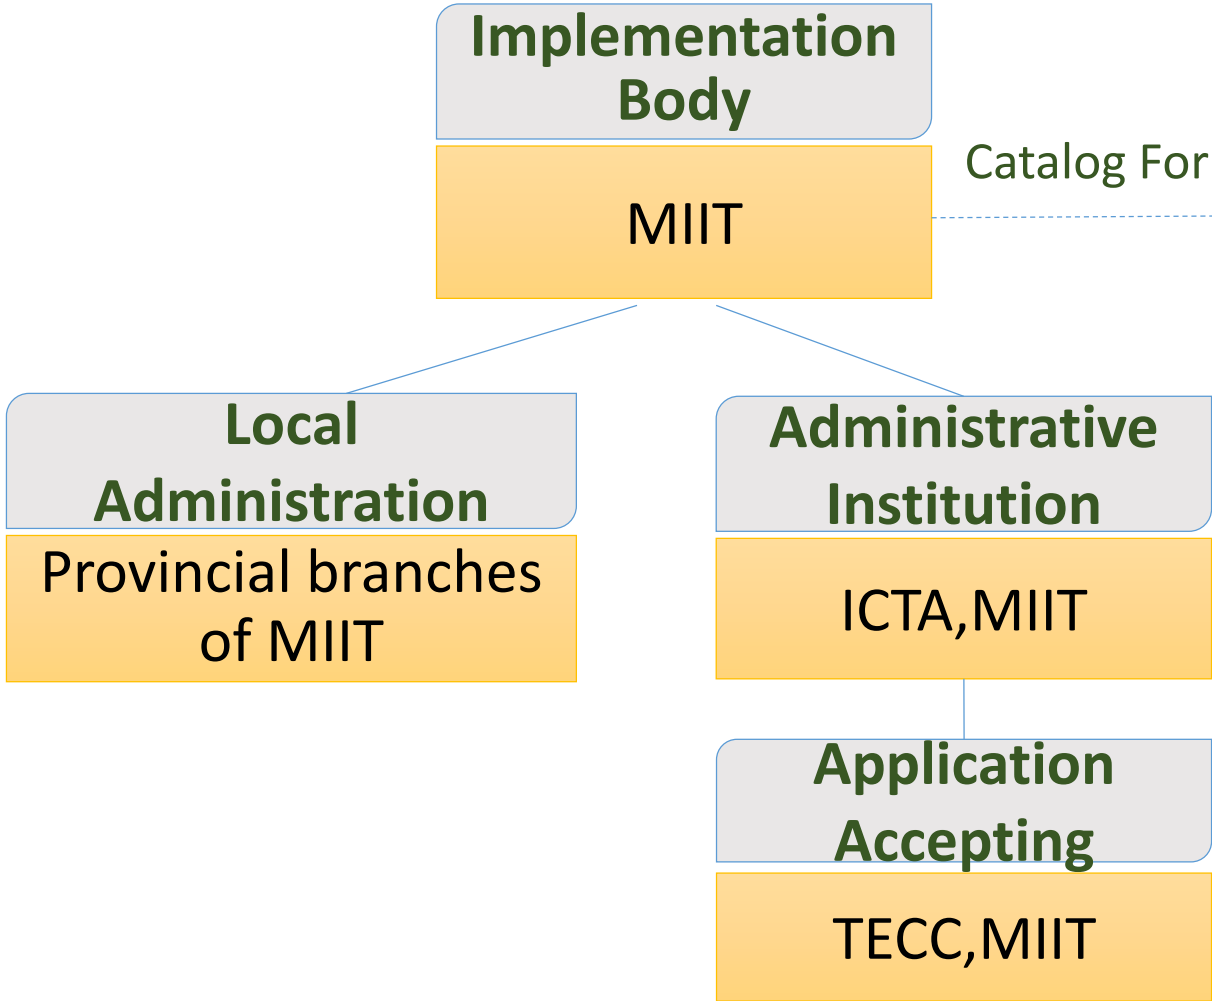 Implementation
Body
MIIT
Catalog For
Local
Administration
Provincial branches
of MIIT
Administrative
Institution
ICTA,MIIT
Application
Accepting
TECC,MIIT